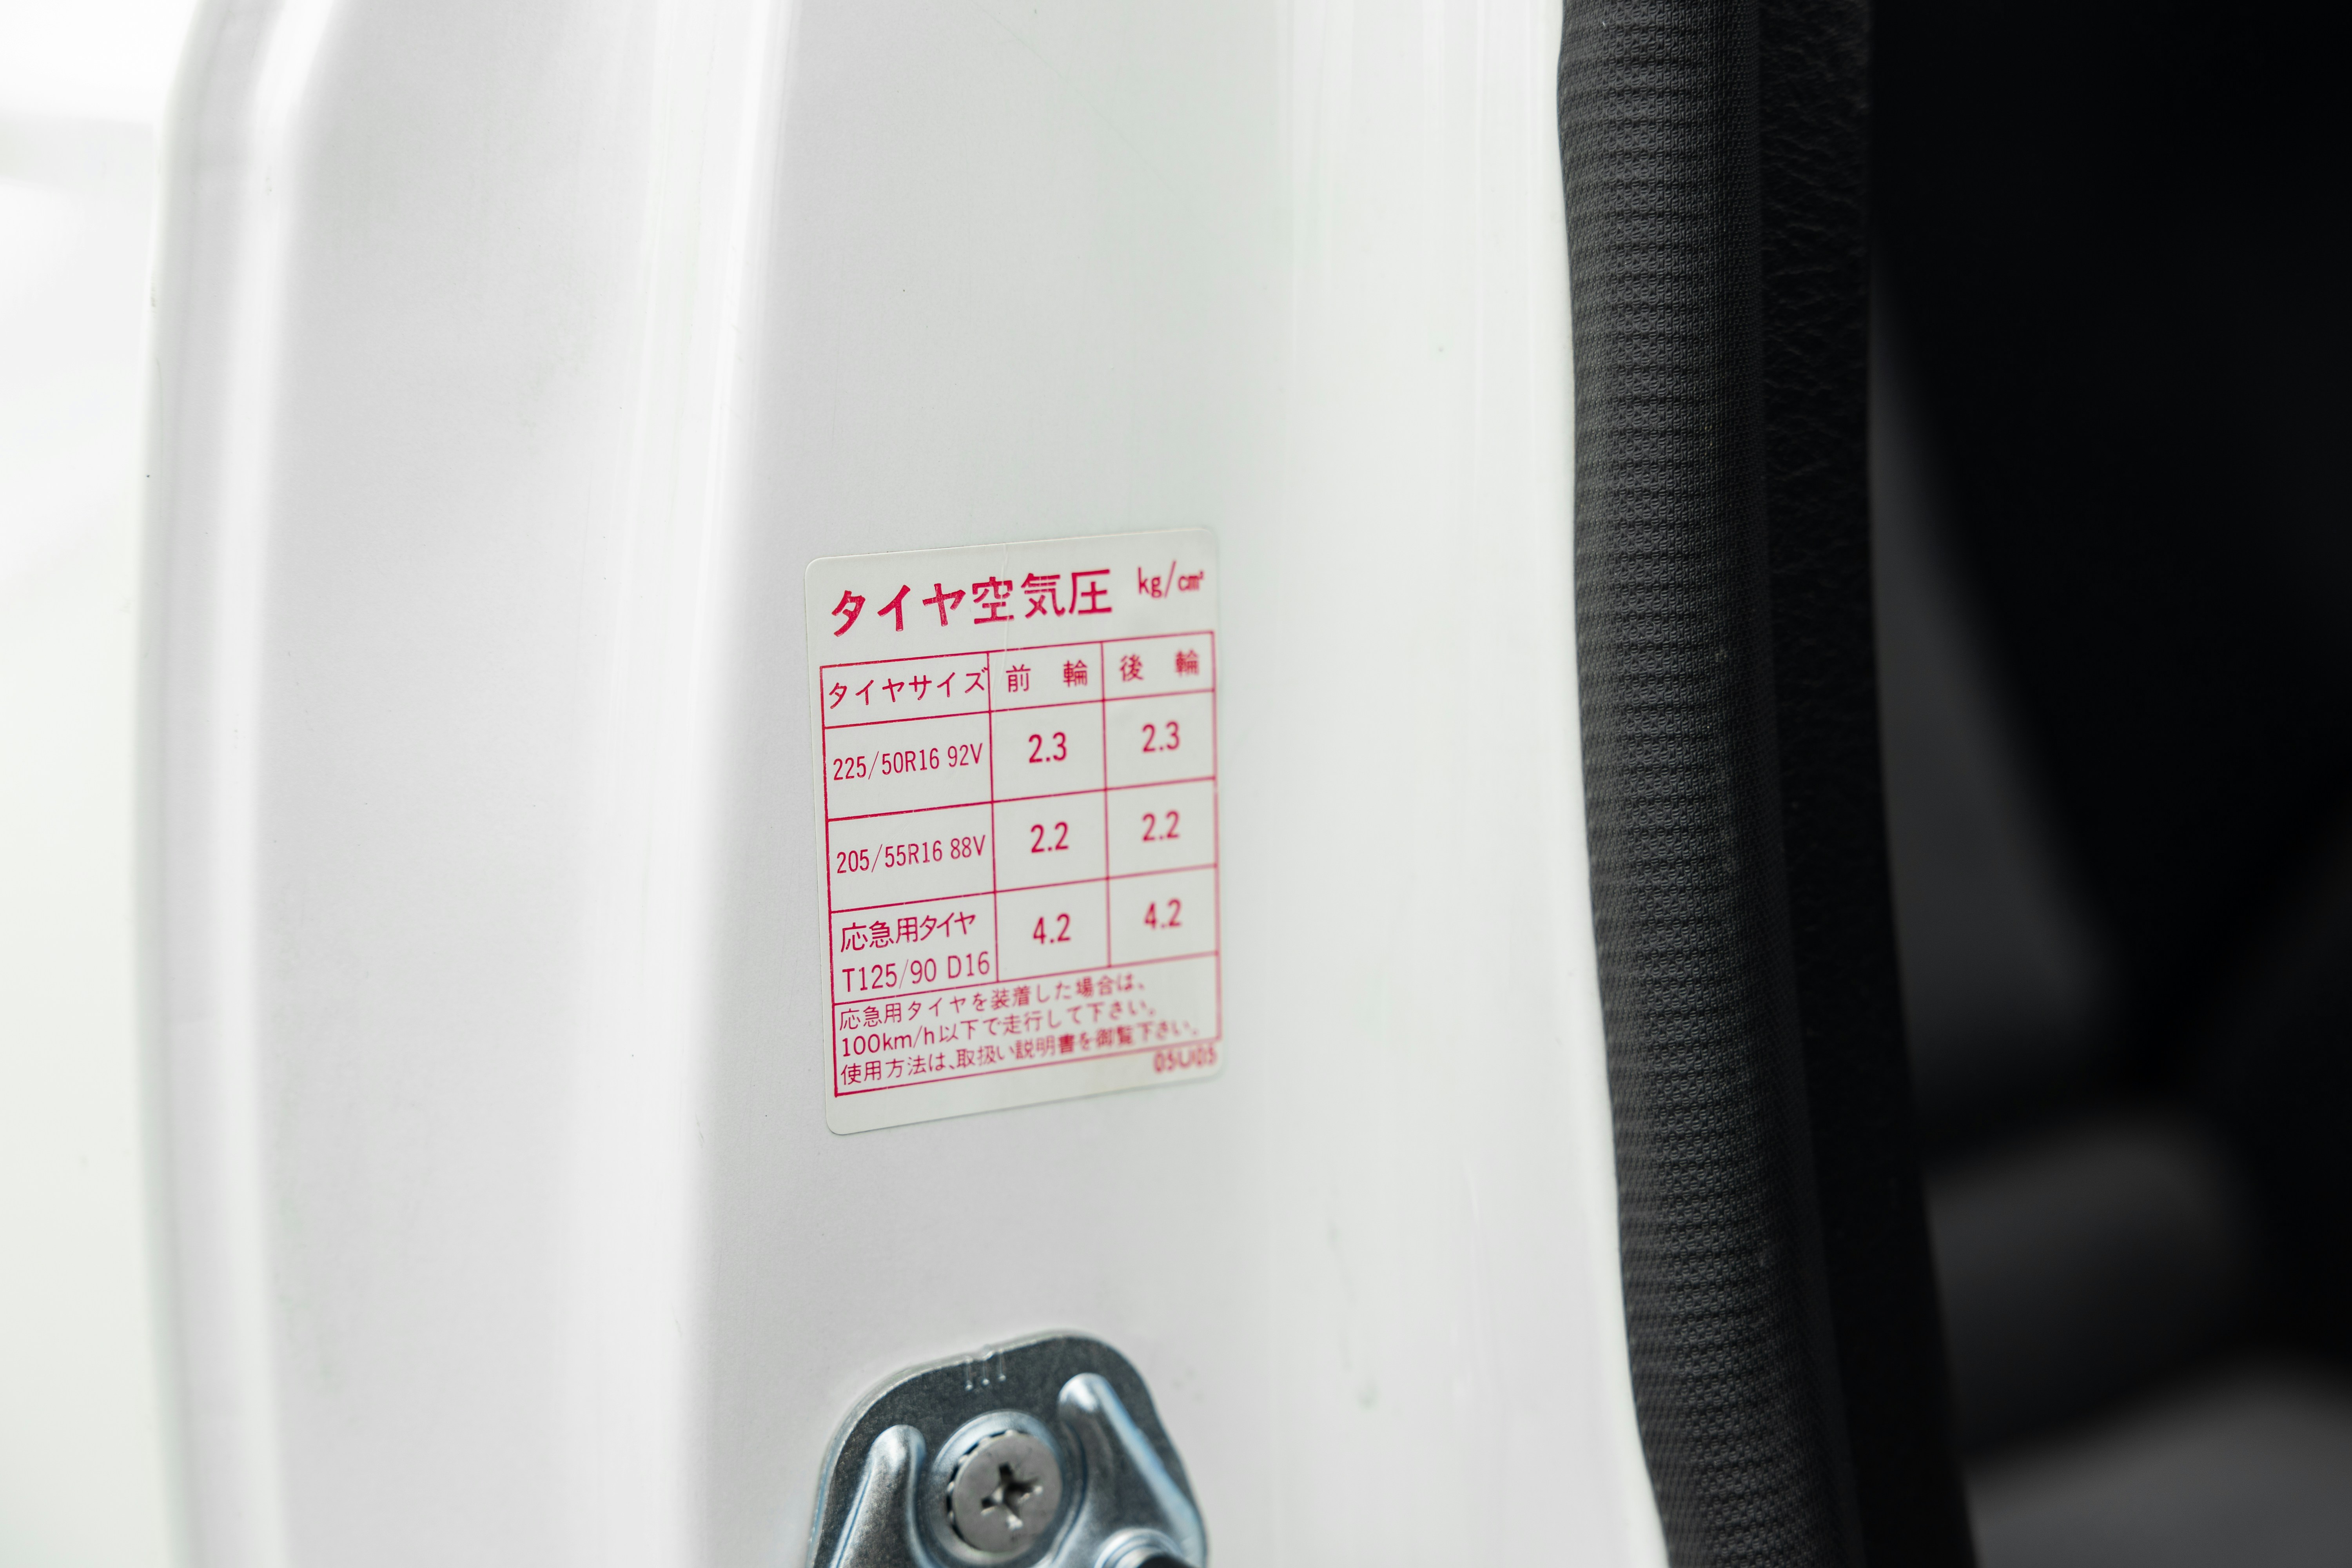 タイヤ空気圧 kg/cm²
タイヤサイズ 前輪 後輪
225/50R16 92V 2.3 2.3
205/55R16 88V 2.2 2.2
応急用タイヤ
T125/90 D16 4.2 4.2
応急用タイヤを装着した場合は、
100km/h以下で走行して下さい。
使用方法は、取扱い説明書を御覧下さい。
05U05